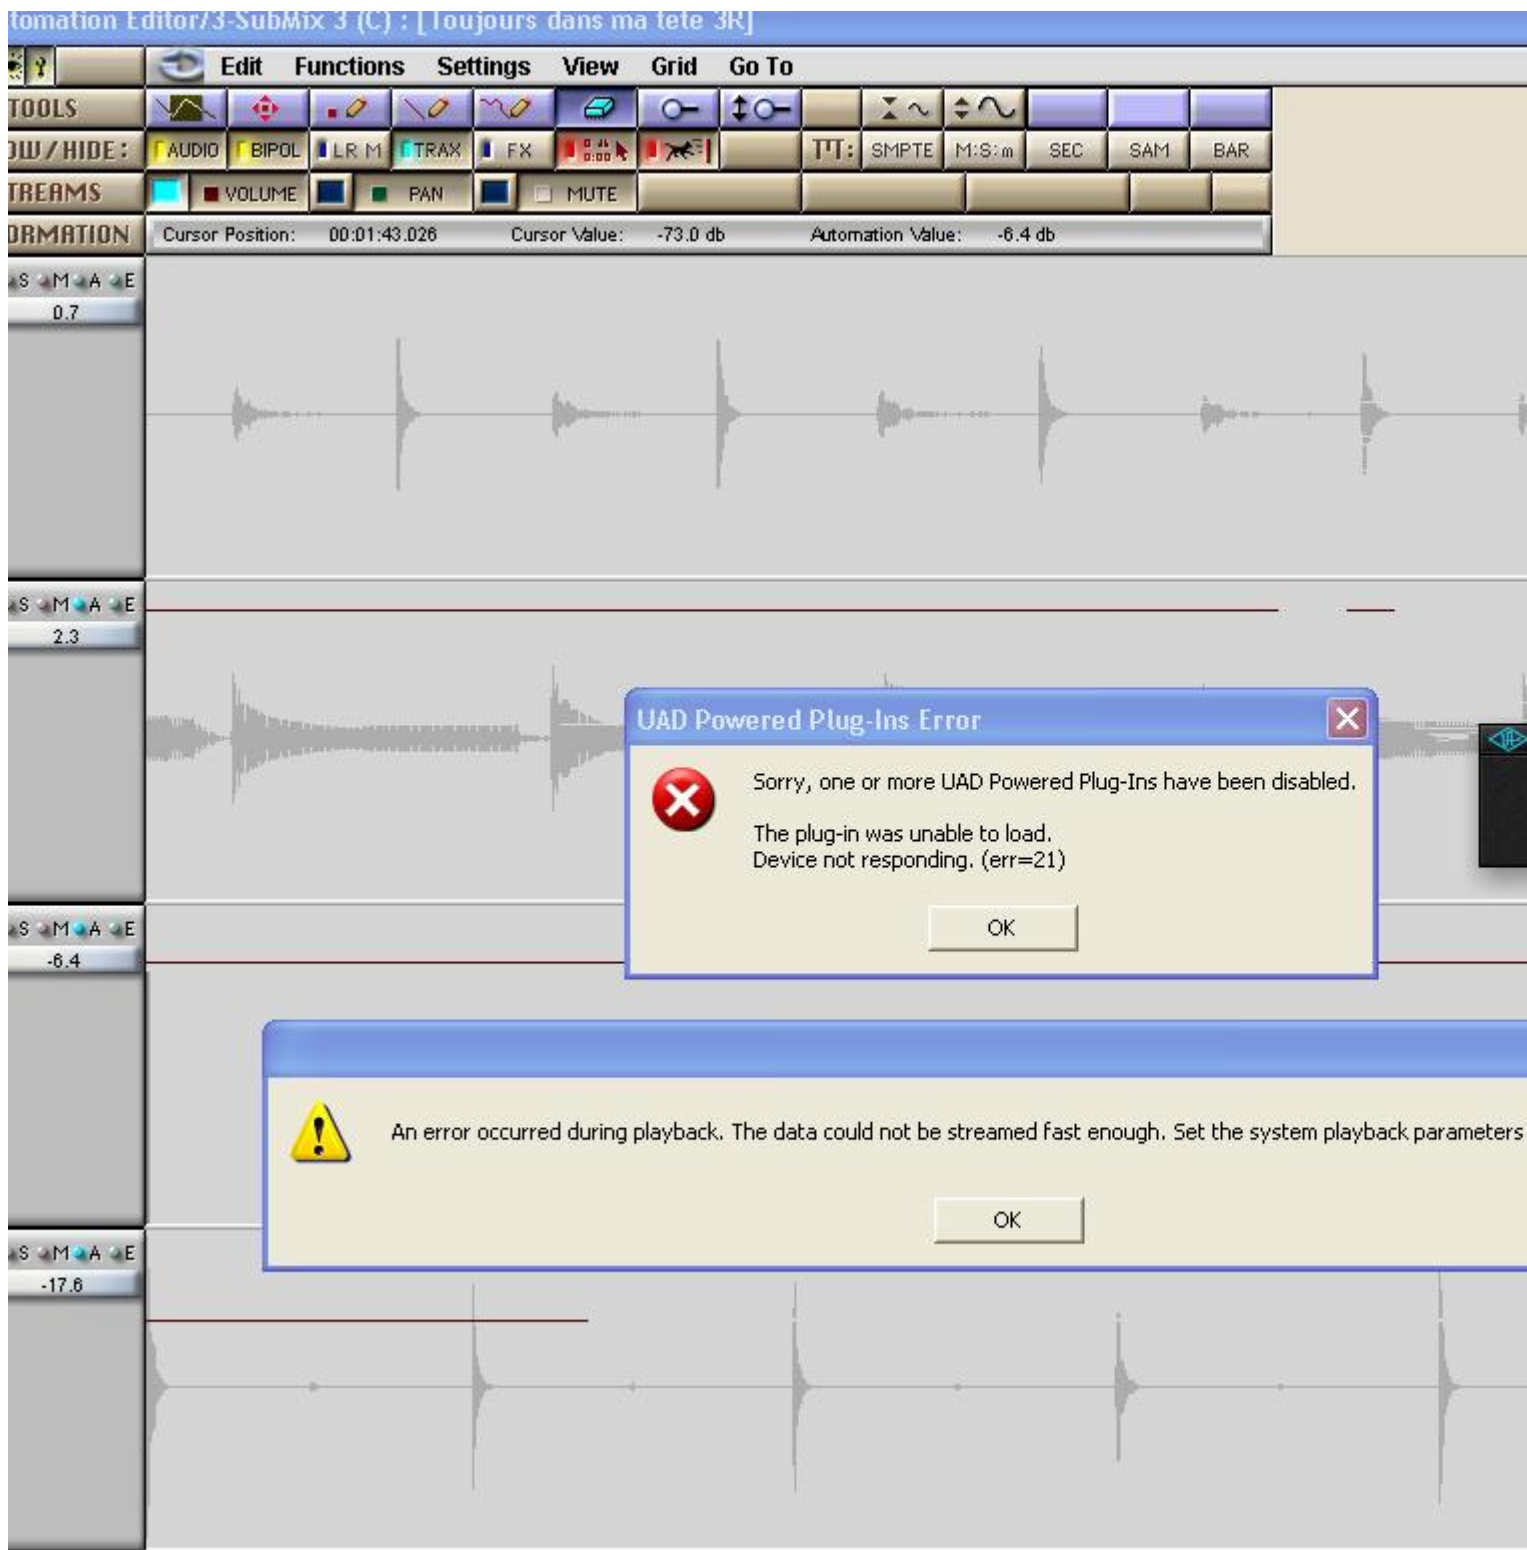 tomation Editor/3-SubMix 3 (C) : [Toujours dans ma tete 3R]
? Edit Functions Settings View Grid Go To
TOOLS
OW/HIDE: AUDIO BIPOL LR M TRAX FX SMPTE M:S:m SEC SAM BAR
TREAMS VOLUME PAN MUTE
ORMATION Cursor Position: 00:01:43.026 Cursor Value: -73.0 db Automation Value: -6.4 db
S M A E
0.7
S M A E
2.3
UAD Powered Plug-Ins Error
Sorry, one or more UAD Powered Plug-Ins have been disabled.
The plug-in was unable to load.
Device not responding. (err=21)
OK
S M A E
-6.4
An error occurred during playback. The data could not be streamed fast enough. Set the system playback parameters
OK
S M A E
-17.6